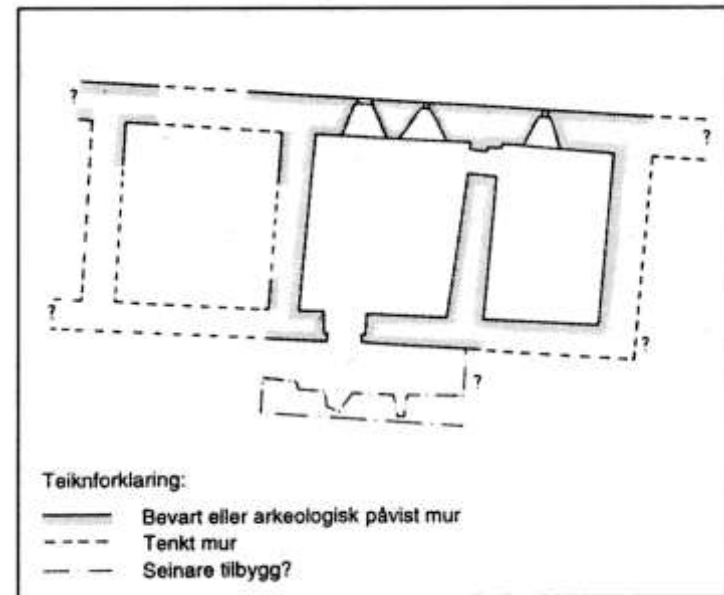 ?
?
?
?
?
Teiknforklaring:
Bevart eller arkeologisk påvist mur
Tenkt mur
Seinare tilbygg?